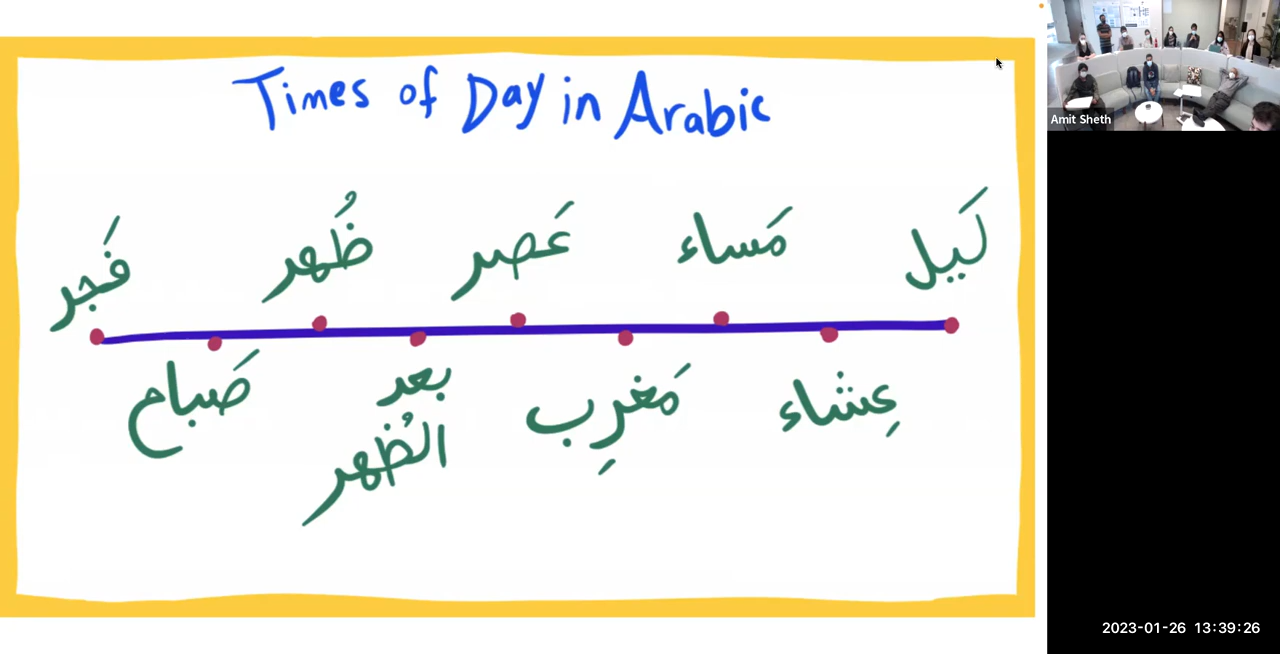 Times of Day in Arabic
فَجر
ظُهر
عَصر
مَساء
لَيل
صَباح
بعد
الظُهر
مَغرِب
عِشاء
Amit Sheth
2023-01-26 13:39:26